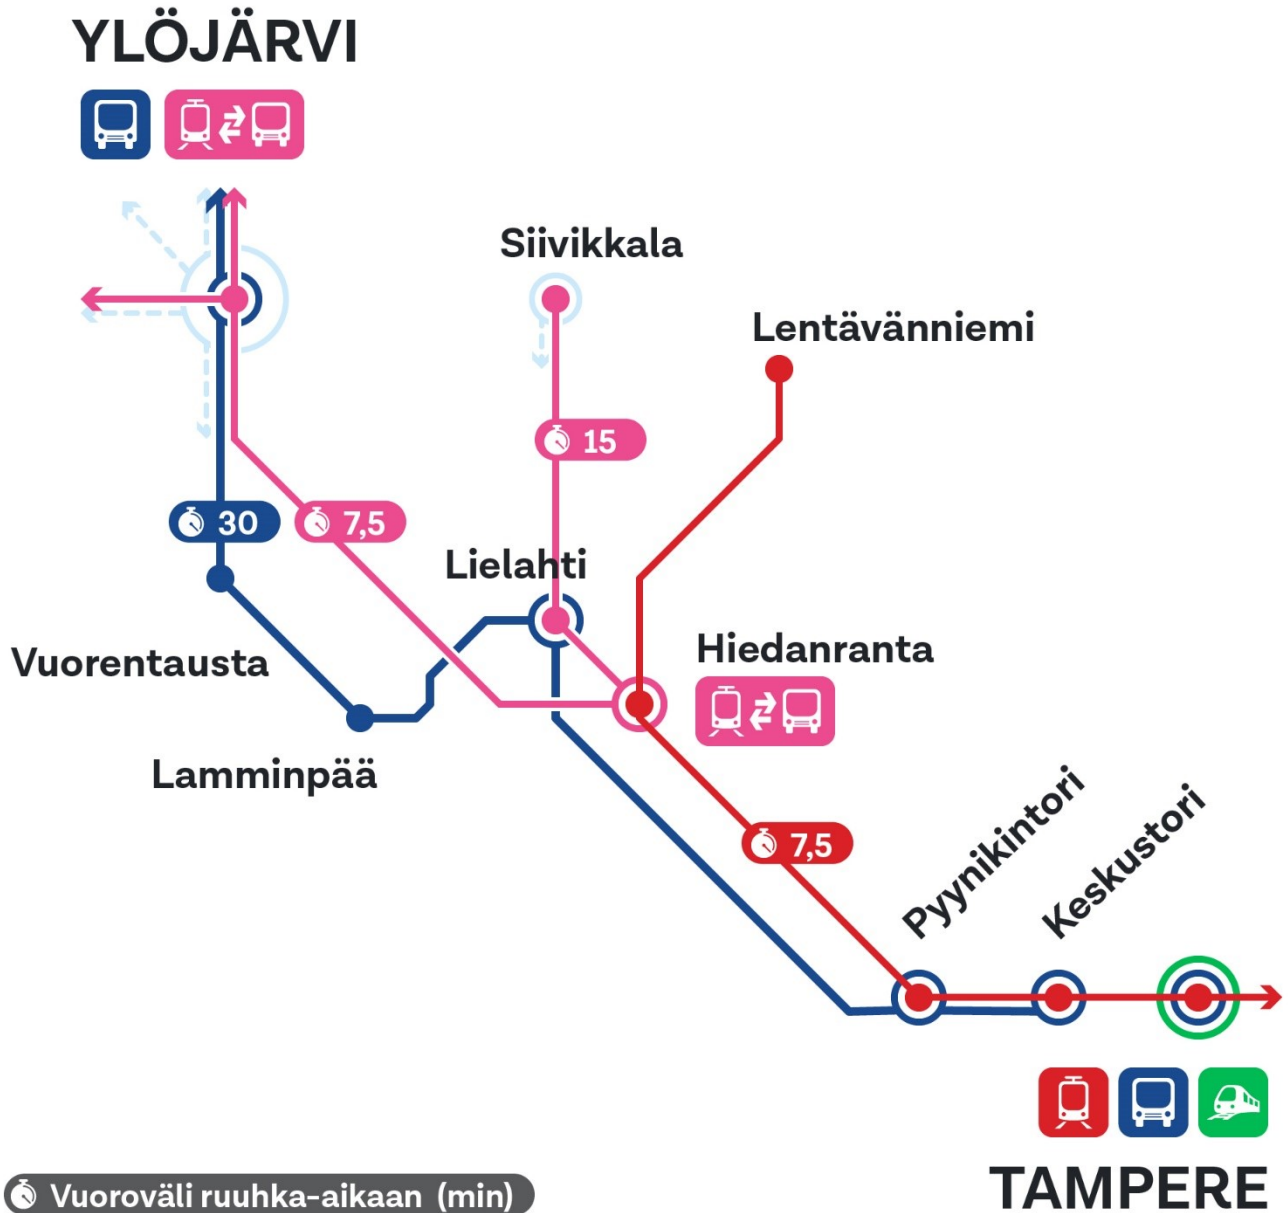 YLÖJÄRVI
Siivikkala
Lentävänniemi
15
30
7,5
Lielahti
Hiedanranta
Vuorentausta
Lamminpää
7,5
Pyynikintori
Keskustori
TAMPERE
Vuoroväli ruuhka-aikaan (min)